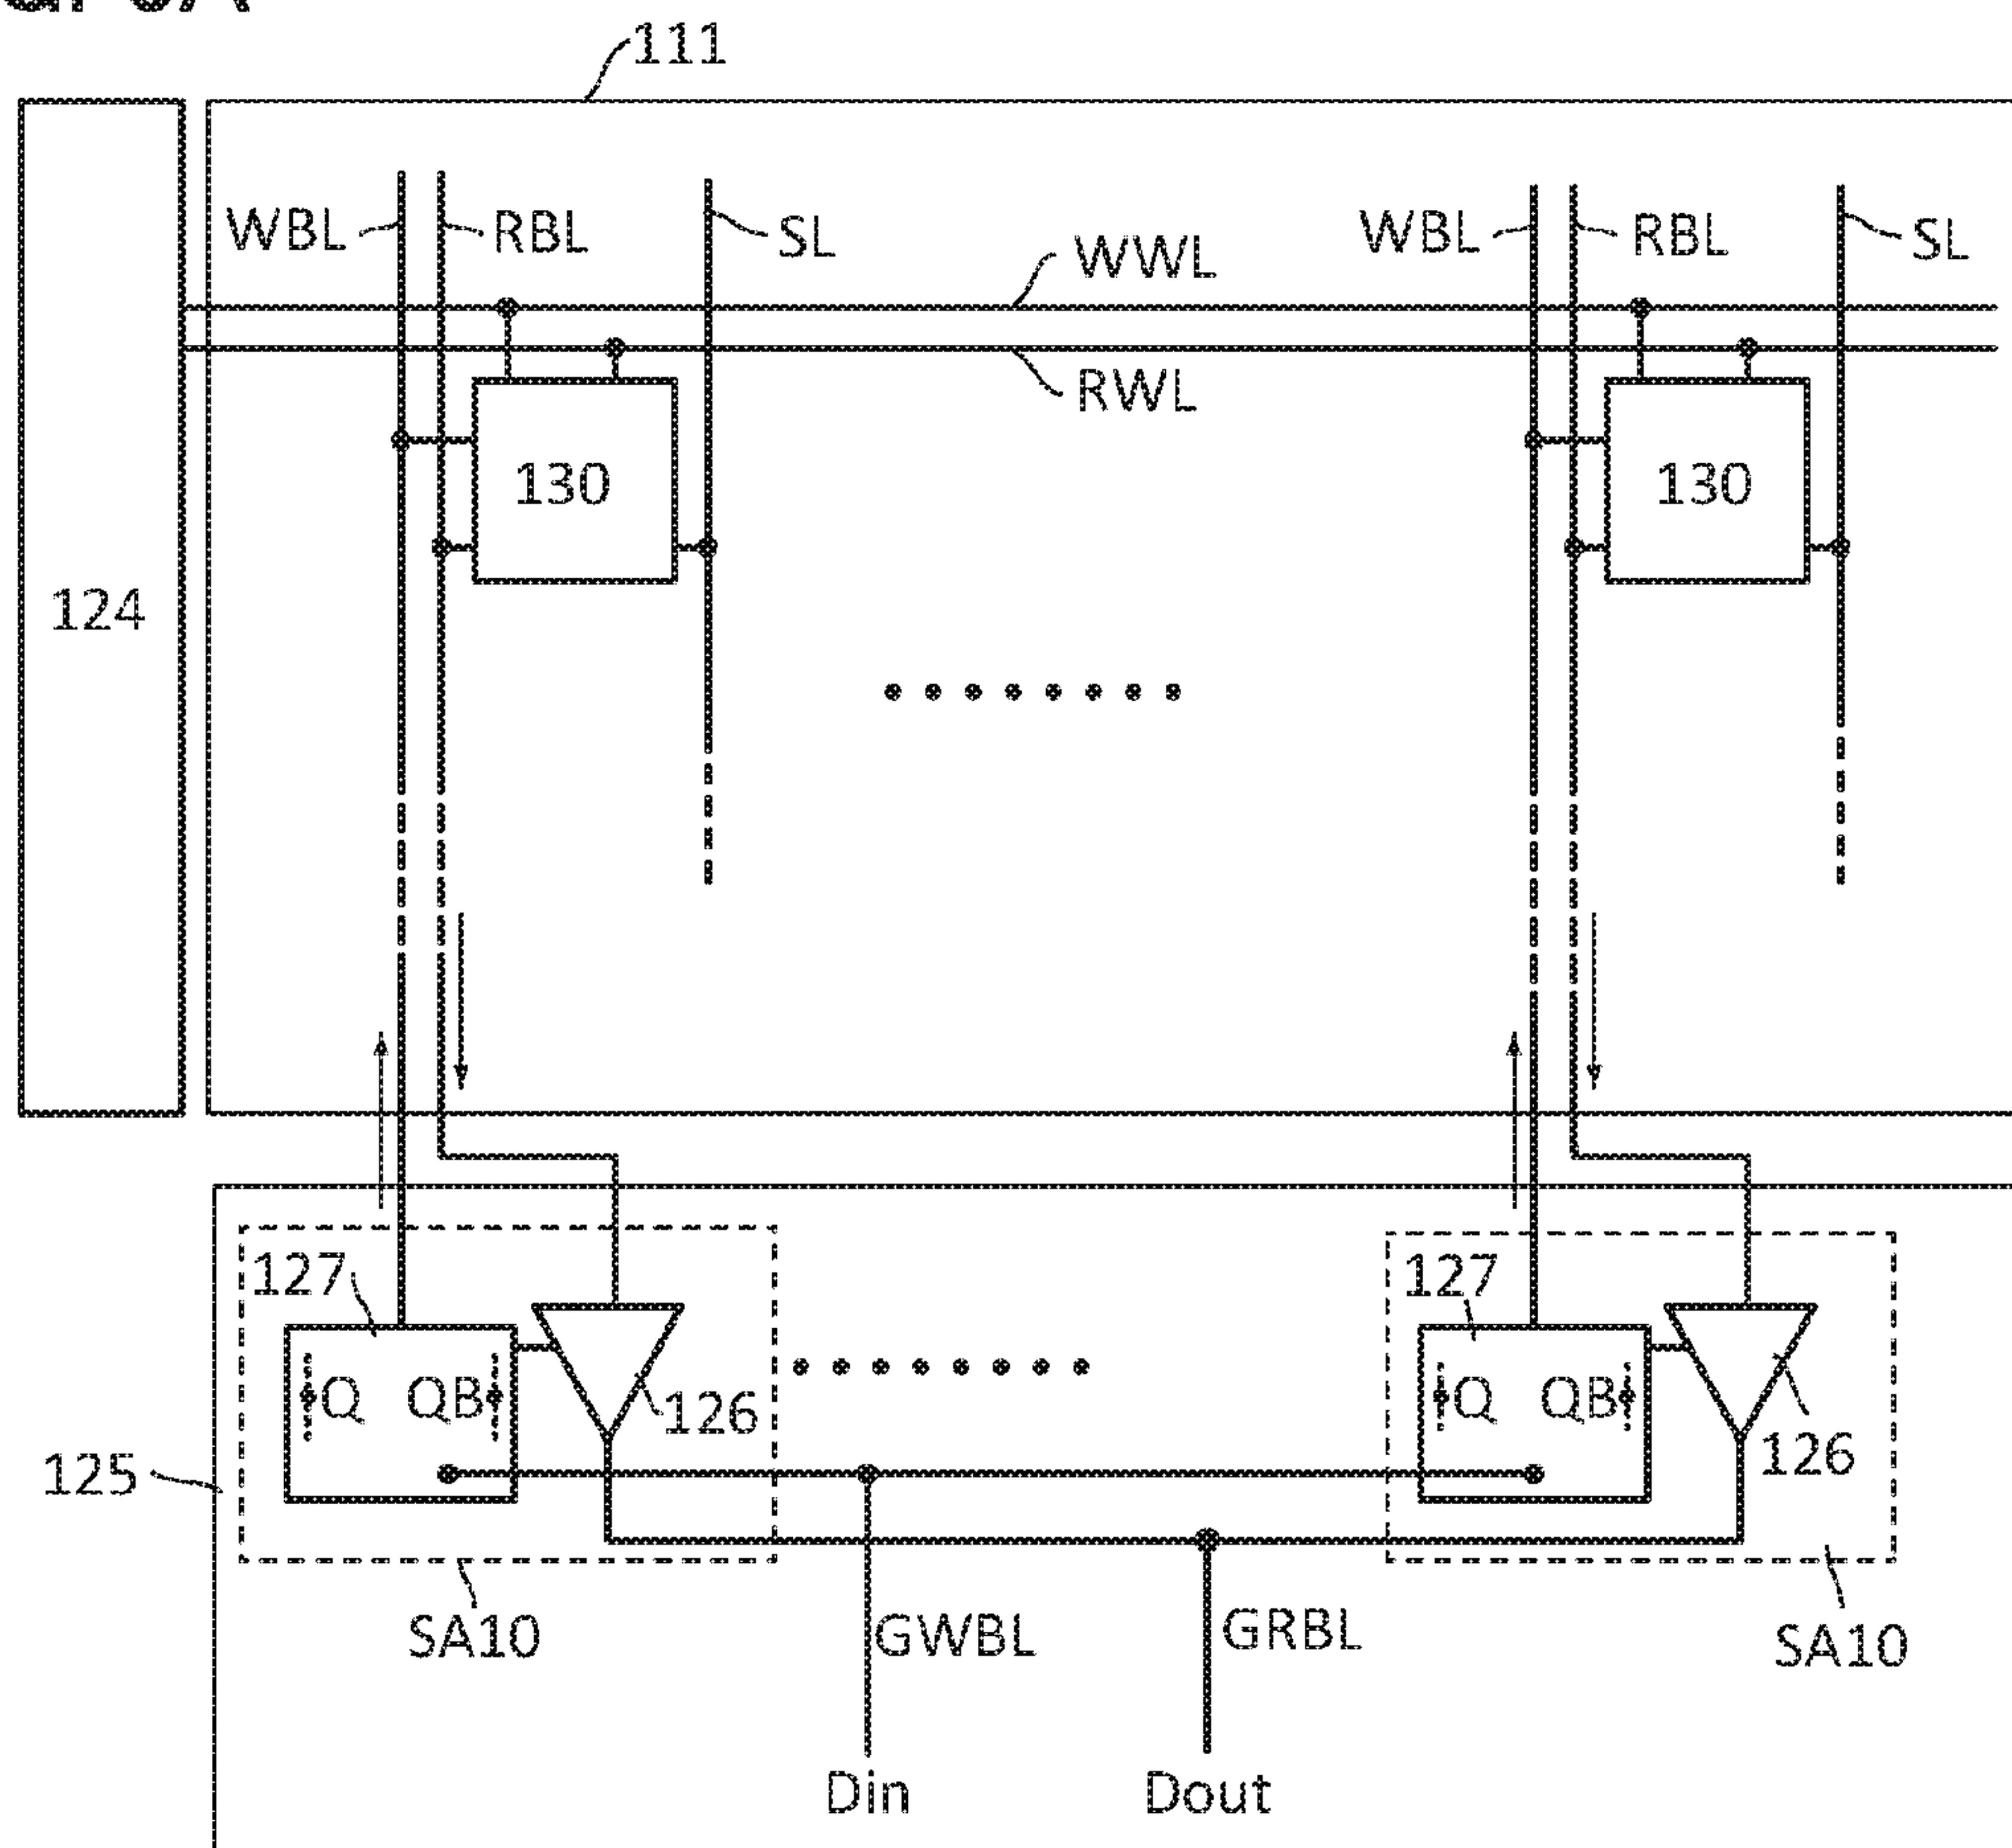 111
WBL RBL SL WBL RBL SL
WWL
RWL
130 130
124
127 127
Q QB Q QB
126 126
125
SA10 GWBL GRBL SA10
Din Dout